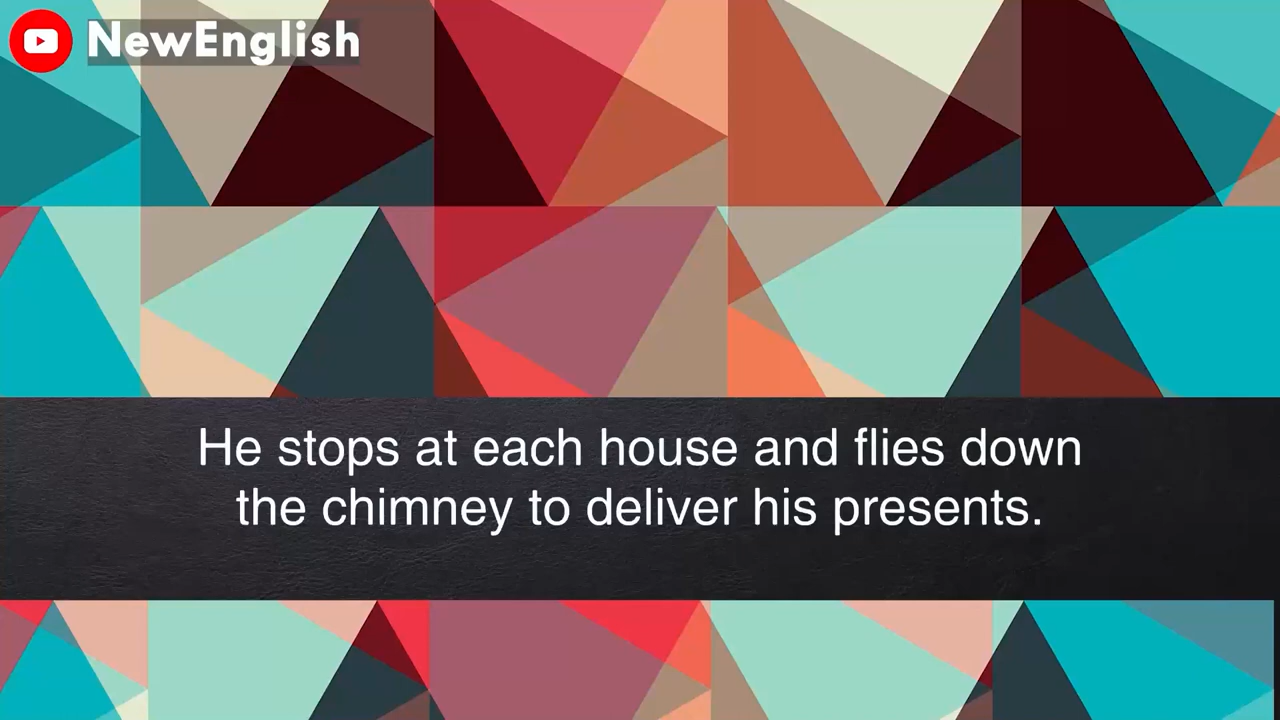 NewEnglish
He stops at each house and flies down
the chimney to deliver his presents.